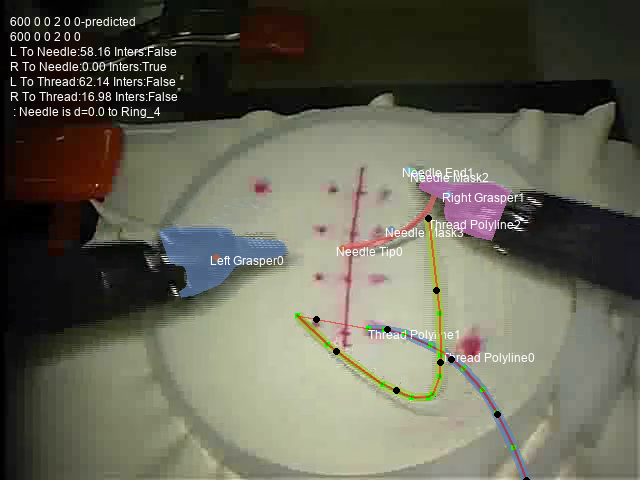 600 0 0 2 0 0-predicted
600 0 0 2 0 0
L To Needle:58.16 Inters:False
R To Needle:0.00 Inters:True
L To Thread:62.14 Inters:False
R To Thread:16.98 Inters:False
: Needle is d=0.0 to Ring_4
Needle End1
Needle Mask2
Right Grasper1
Thread Polyline2
Needle Mask3
Needle Tip0
Left Grasper0
Thread Polyline1
Thread Polyline0